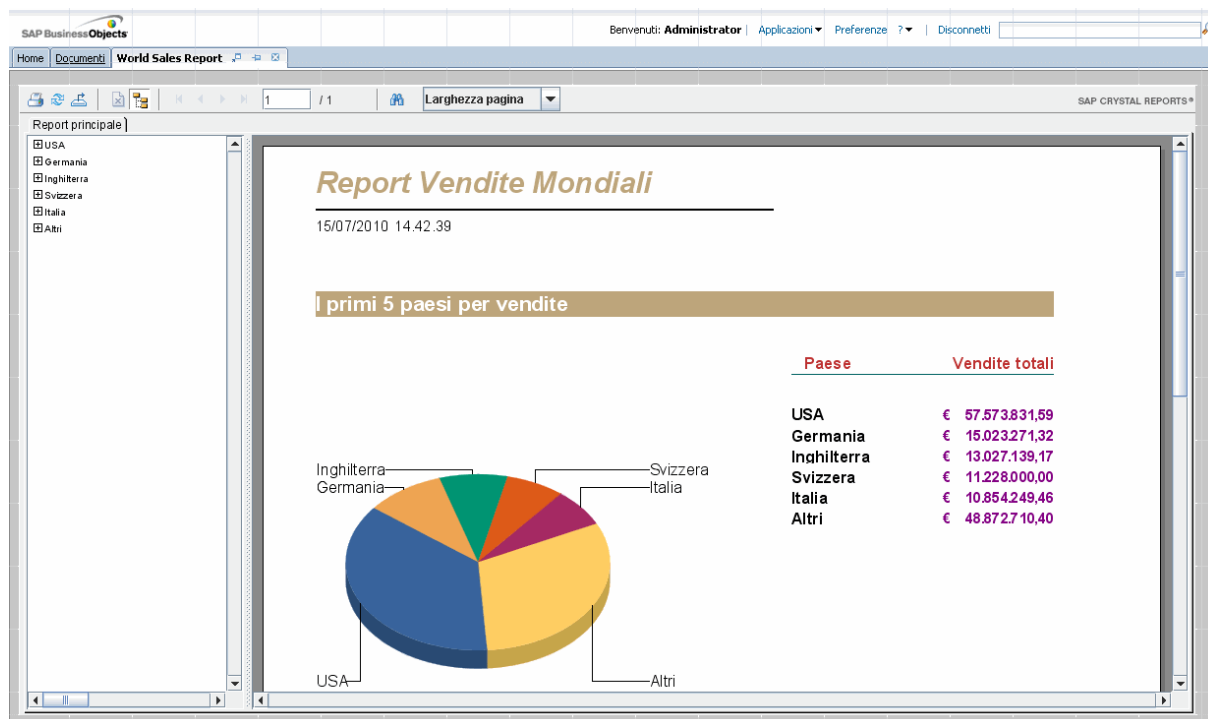 SAP BusinessObjects
Benvenuti: Administrator | Applicazioni | Preferenze ? | Disconnetti
Home Documenti World Sales Report
1 / 1 Larghezza pagina
SAP CRYSTAL REPORTS®
Report principale
USA
Germania
Inghilterra
Svizzera
Italia
Altri
Report Vendite Mondiali
15/07/2010 14.42.39
I primi 5 paesi per vendite
Paese Vendite totali
USA € 57.573.831,59
Germania € 15.023.271,32
Inghilterra € 13.027.139,17
Svizzera € 11.228.000,00
Italia € 10.854.249,46
Altri € 48.872.710,40
Inghilterra
Germania
Svizzera
Italia
USA
Altri